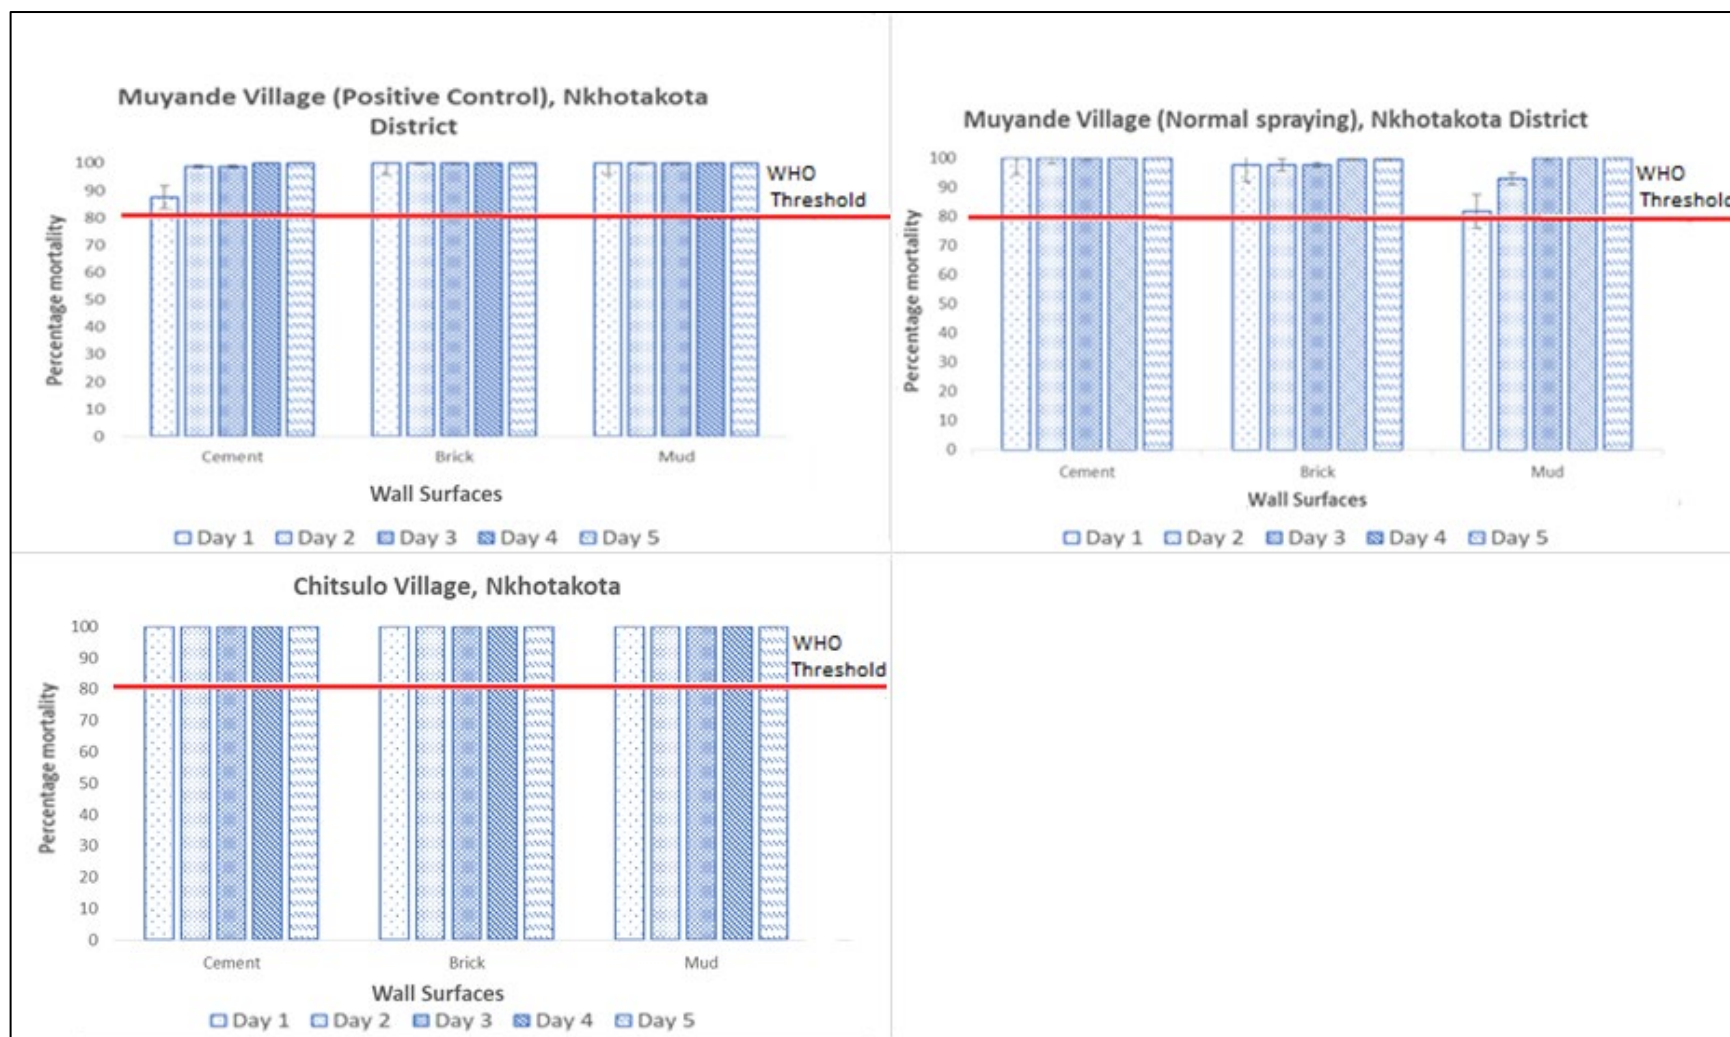 Muyande Village (Positive Control), Nkhotakota
District
100
90
80
70
60
50
40
30
20
10
0
Percentage mortality
WHO
Threshold
Cement Brick Mud
Wall Surfaces
Day 1 Day 2 Day 3 Day 4 Day 5
Muyande Village (Normal spraying), Nkhotakota District
100
90
80
70
60
50
40
30
20
10
0
Percentage mortality
WHO
Threshold
Cement Brick Mud
Wall Surfaces
Day 1 Day 2 Day 3 Day 4 Day 5
Chitsulo Village, Nkhotakota
100
90
80
70
60
50
40
30
20
10
0
Percentage mortality
WHO
Threshold
Cement Brick Mud
Wall Surfaces
Day 1 Day 2 Day 3 Day 4 Day 5